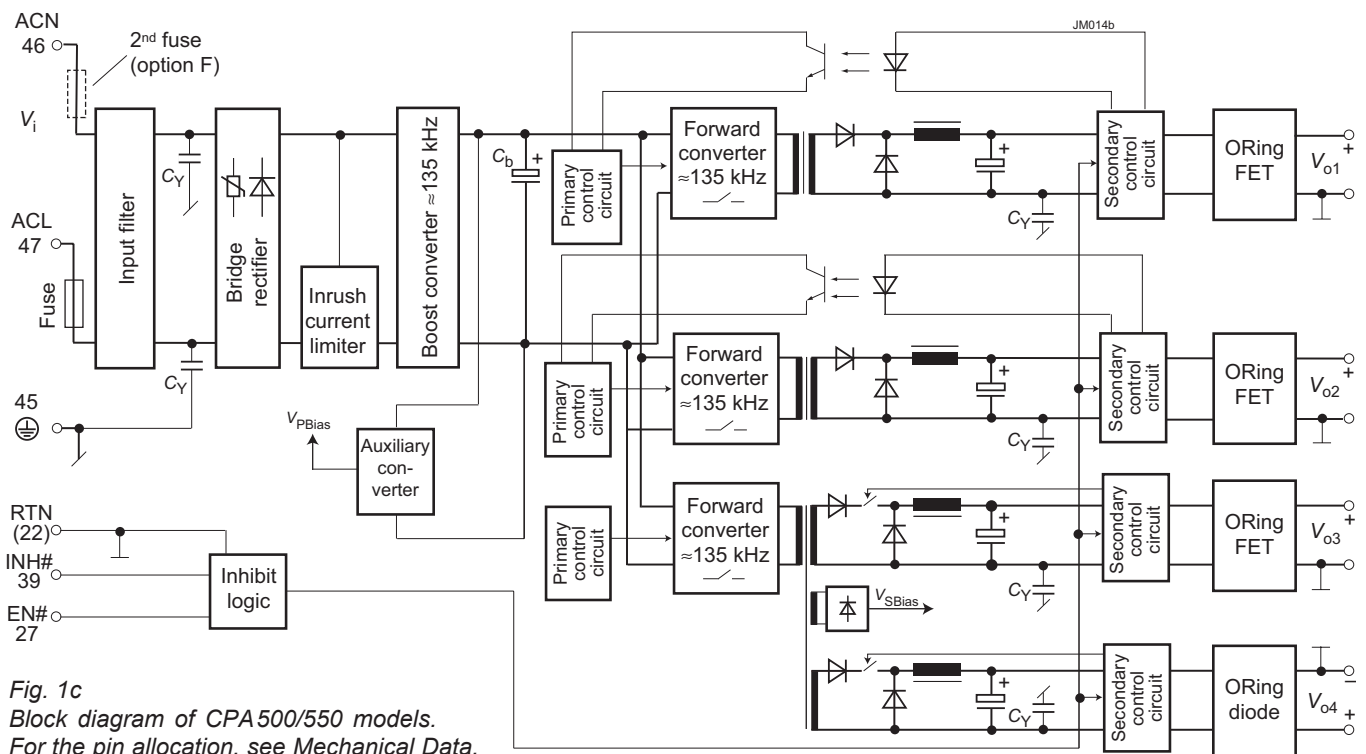 ACN
46
2nd fuse
(option F)
Vi
ACL
47
Fuse
45
Input filter
CY
CY
Bridge
rectifier
Inrush
current
limiter
Boost converter ≈135 kHz
Cb
+
VPBias
Auxiliary
con-
verter
RTN
(22)
INH#
39
EN#
27
Inhibit
logic
JM014b
Primary
control
circuit
Forward
converter
≈135 kHz
+
CY
Secondary
control
circuit
ORing
FET
+
Vo1
–
Primary
control
circuit
Forward
converter
≈135 kHz
+
CY
Secondary
control
circuit
ORing
FET
+
Vo2
–
Primary
control
circuit
Forward
converter
≈135 kHz
+
CY
Secondary
control
circuit
ORing
FET
+
Vo3
–
VSBias
+
CY
Secondary
control
circuit
ORing
diode
–
Vo4
+
Fig. 1c
Block diagram of CPA500/550 models.
For the pin allocation, see Mechanical Data.